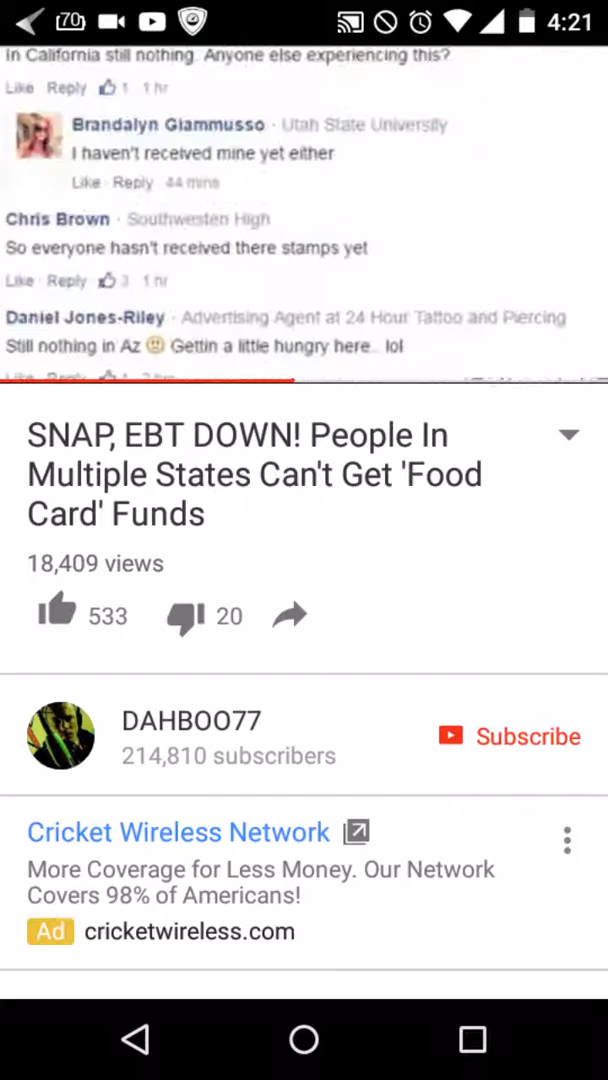 70
4:21
In California still nothing. Anyone else experiencing this?
Like Reply 1 1 hr
Brandalyn Giammusso · Utah State University
I haven't received mine yet either
Like · Reply · 44 mins
Chris Brown · Southwesten High
So everyone hasn't received there stamps yet
Like · Reply 3 1 hr
Daniel Jones-Riley · Advertising Agent at 24 Hour Tattoo and Piercing
Still nothing in Az Gettin a little hungry here.. lol
SNAP, EBT DOWN! People In
Multiple States Can't Get 'Food
Card' Funds
18,409 views
533 20
DAHBOO77
214,810 subscribers
Subscribe
Cricket Wireless Network
More Coverage for Less Money. Our Network
Covers 98% of Americans!
Ad cricketwireless.com